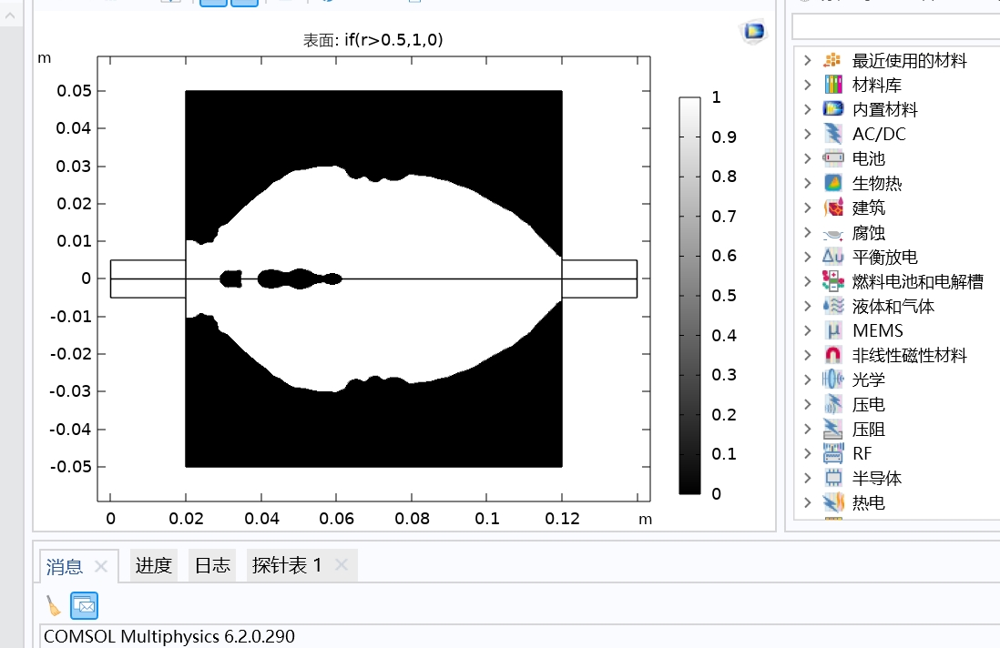 表面: if(r>0.5,1,0)
m
0.05
0.04
0.03
0.02
0.01
0
-0.01
-0.02
-0.03
-0.04
-0.05
0 0.02 0.04 0.06 0.08 0.1 0.12 m
1
0.9
0.8
0.7
0.6
0.5
0.4
0.3
0.2
0.1
0
最近使用的材料
材料库
内置材料
AC/DC
电池
生物热
建筑
腐蚀
平衡放电
燃料电池和电解槽
液体和气体
MEMS
非线性磁性材料
光学
压电
压阻
RF
半导体
热电
消息 进度 日志 探针表 1
COMSOL Multiphysics 6.2.0.290